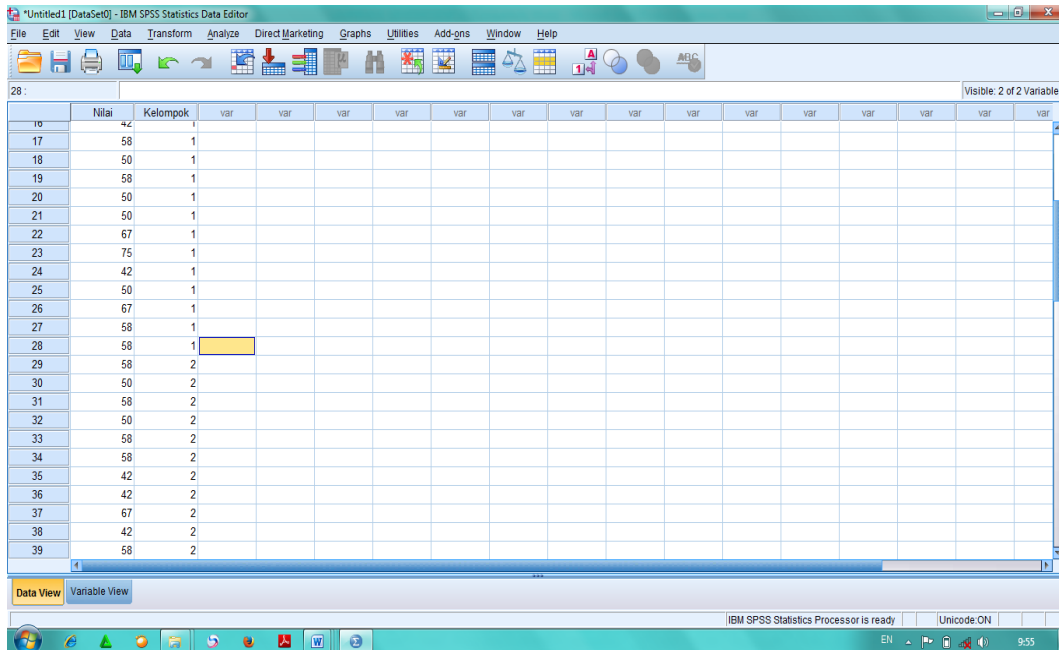 *Untitled1 [DataSet0] - IBM SPSS Statistics Data Editor
File Edit View Data Transform Analyze Direct Marketing Graphs Utilities Add-ons Window Help
28 : Visible: 2 of 2 Variable
Nilai Kelompok var var var var var var var var var var var var var
16 42 1
17 58 1
18 50 1
19 58 1
20 50 1
21 50 1
22 67 1
23 75 1
24 42 1
25 50 1
26 67 1
27 58 1
28 58 1
29 58 2
30 50 2
31 58 2
32 50 2
33 58 2
34 58 2
35 42 2
36 42 2
37 67 2
38 42 2
39 58 2
Data View Variable View
IBM SPSS Statistics Processor is ready Unicode:ON
EN 9:55